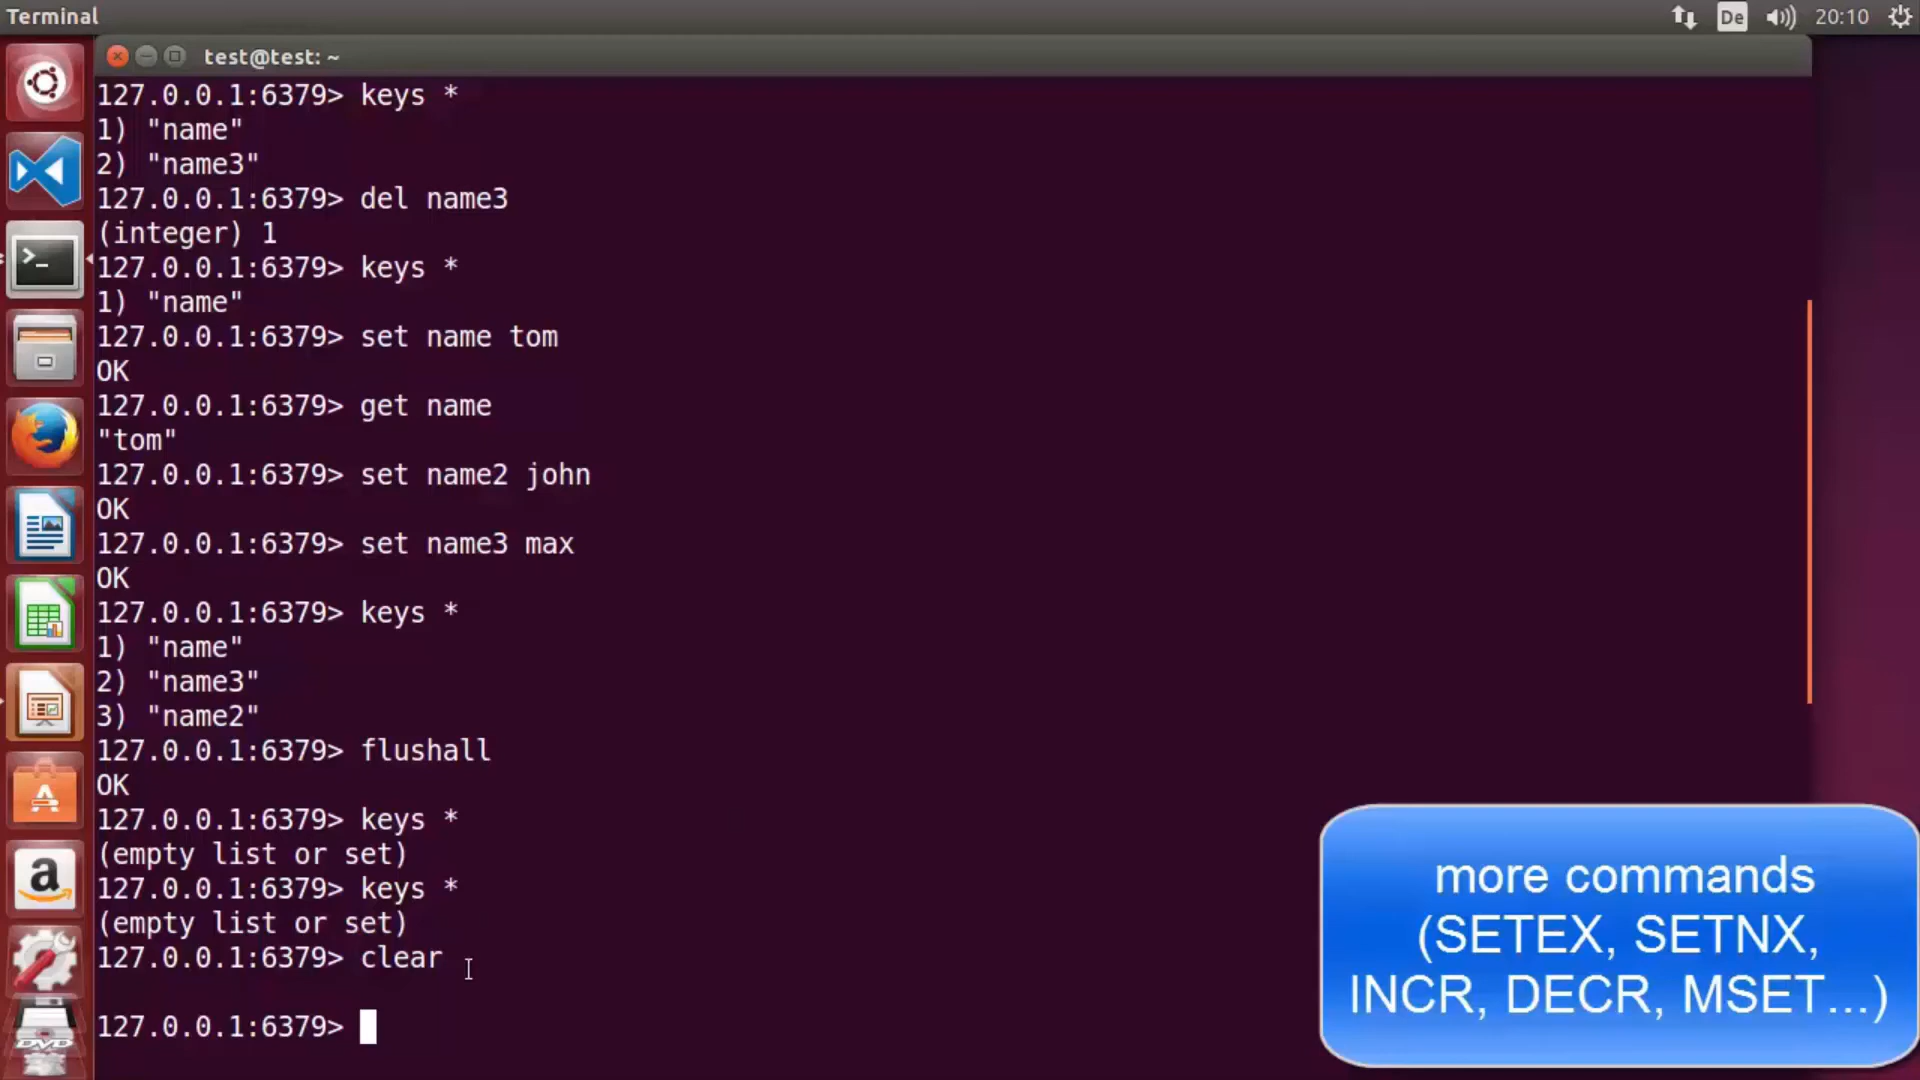 Terminal
De
20:10
test@test: ~
127.0.0.1:6379> keys *
1) "name"
2) "name3"
127.0.0.1:6379> del name3
(integer) 1
127.0.0.1:6379> keys *
1) "name"
127.0.0.1:6379> set name tom
OK
127.0.0.1:6379> get name
"tom"
127.0.0.1:6379> set name2 john
OK
127.0.0.1:6379> set name3 max
OK
127.0.0.1:6379> keys *
1) "name"
2) "name3"
3) "name2"
127.0.0.1:6379> flushall
OK
127.0.0.1:6379> keys *
(empty list or set)
127.0.0.1:6379> keys *
(empty list or set)
127.0.0.1:6379> clear
127.0.0.1:6379>
more commands
(SETEX, SETNX,
INCR, DECR, MSET...)
>_
A
a
DVD